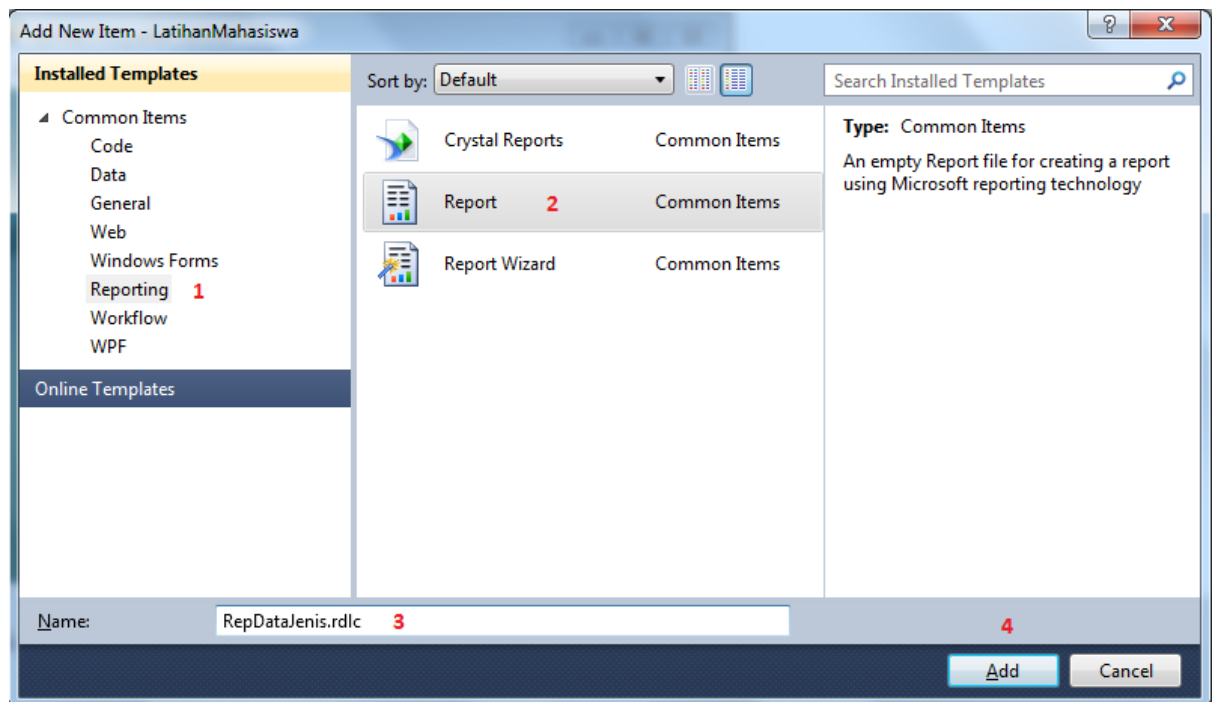 Add New Item - LatihanMahasiswa
Installed Templates
Common Items
Code
Data
General
Web
Windows Forms
Reporting 1
Workflow
WPF
Online Templates
Sort by: Default
Crystal Reports Common Items
Report 2 Common Items
Report Wizard Common Items
Search Installed Templates
Type: Common Items
An empty Report file for creating a report
using Microsoft reporting technology
Name: RepDataJenis.rdlc 3
4
Add Cancel